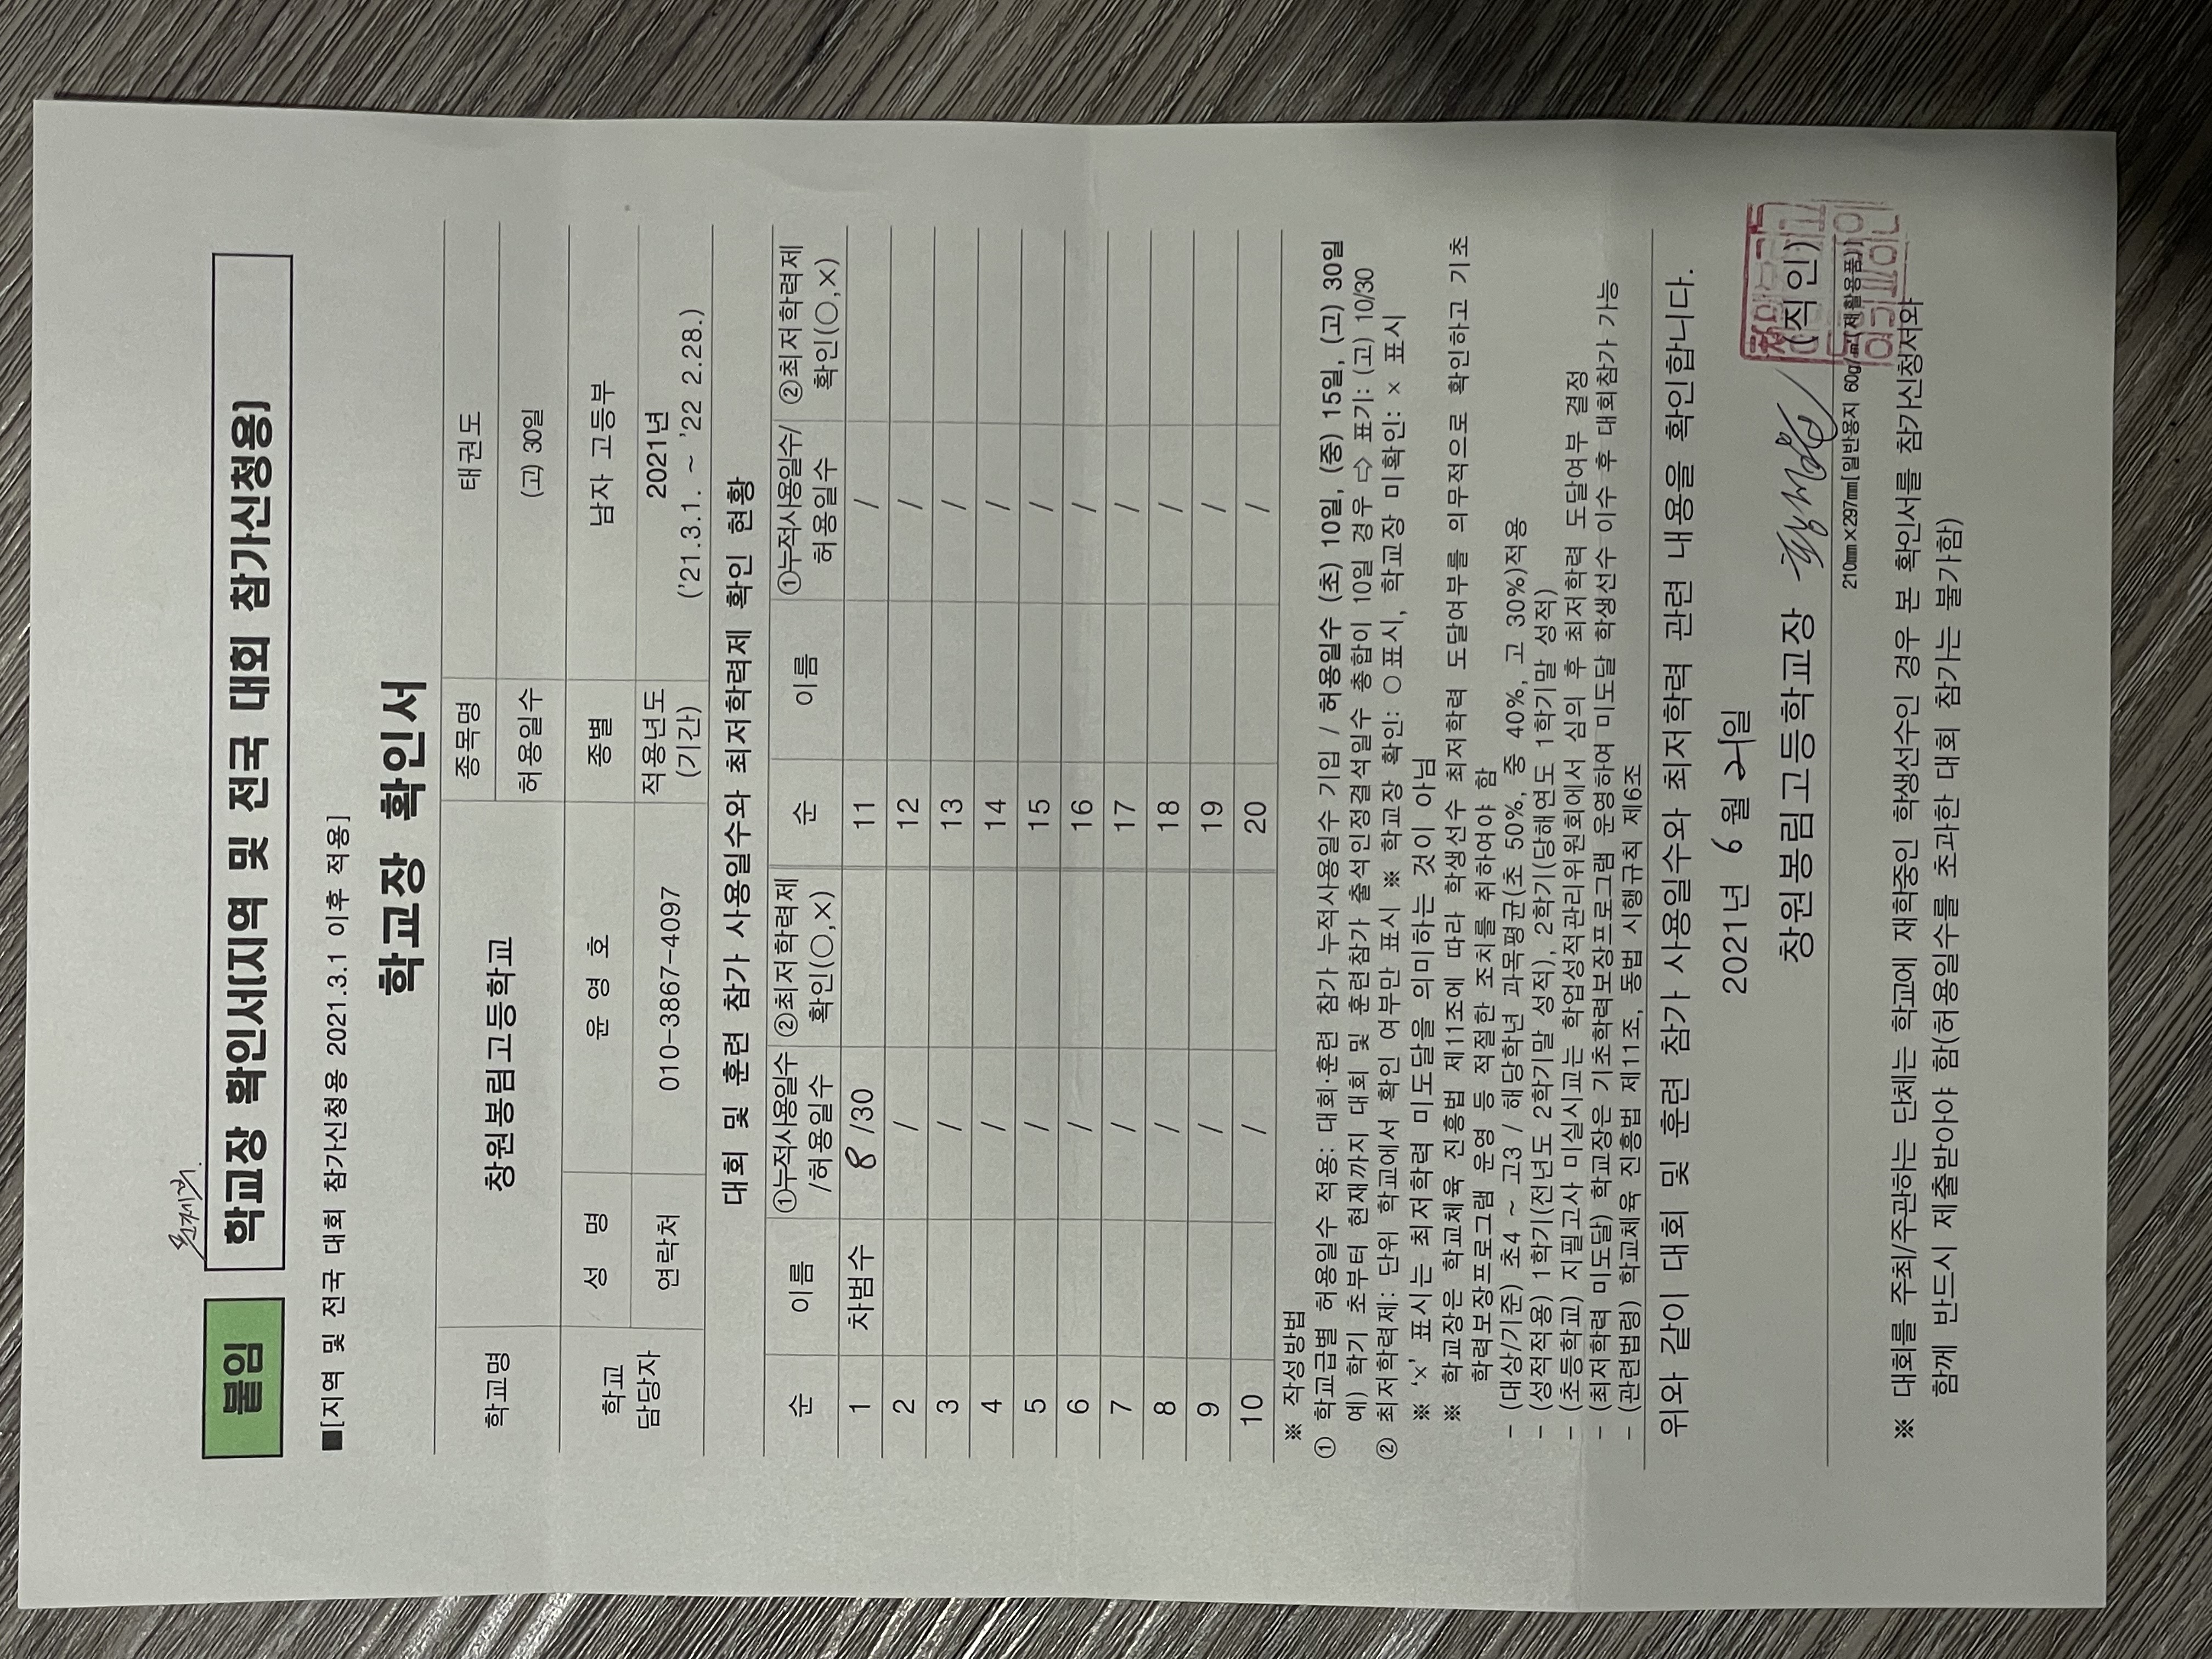 붙임
학교장 확인서(지역 및 전국 대회 참가신청용)
■[지역 및 전국 대회 참가신청용 2021.3.1 이후 적용]
학교장 확인서
학교명 창원봉림고등학교 종목명 태권도
허용일수 (고) 30일
학교 담당자 성 명 윤 영 호 종별 남자 고등부
연락처 010-3867-4097 적용년도 (기간) 2021년 ('21.3.1. ~ '22 2.28.)
대회 및 훈련 참가 사용일수와 최저학력제 확인 현황
순 이름 ①누적사용일수/허용일수 ②최저학력제 확인(○,×) 순 이름 ①누적사용일수/허용일수 ②최저학력제 확인(○,×)
1 차범수 8 /30 11 /
2 / 12 /
3 / 13 /
4 / 14 /
5 / 15 /
6 / 16 /
7 / 17 /
8 / 18 /
9 / 19 /
10 / 20 /
※ 작성방법
① 학교급별 허용일수 적용: 대회·훈련 참가 누적사용일수 기입 / 허용일수 (초) 10일, (중) 15일, (고) 30일
예) 학기 초부터 현재까지 대회 및 훈련참가 출석인정결석일수 총합이 10일 경우 ⇨ 표기: (고) 10/30
② 최저학력제: 단위 학교에서 확인 여부만 표시 ※ 학교장 확인: ○표시, 학교장 미확인: × 표시
※ '×' 표시는 최저학력 미도달을 의미하는 것이 아님
※ 학교장은 학교체육 진흥법 제11조에 따라 학생선수 최저학력 도달여부를 의무적으로 확인하고 기초
학력보장프로그램 운영 등 적절한 조치를 취하여야 함
- (대상/기준) 초4 ~ 고3 / 해당학년 과목평균(초 50%, 중 40%, 고 30%)적용
- (성적적용) 1학기(전년도 2학기말 성적), 2학기(당해연도 1학기말 성적)
- (초등학교) 지필고사 미실시교는 학업성적관리위원회에서 심의 후 최저학력 도달여부 결정
- (최저학력 미도달) 학교장은 기초학력보장프로그램 운영하여 미도달 학생선수 이수 후 대회참가 가능
- (관련법령) 학교체육 진흥법 제11조, 동법 시행규칙 제6조
위와 같이 대회 및 훈련 참가 사용일수와 최저학력 관련 내용을 확인합니다.
2021년 6 월 21일
창원봉림고등학교장 (직인)
210㎜×297㎜[일반용지 60g/㎡(재활용품)]
※ 대회를 주최/주관하는 단체는 학교에 재학중인 학생선수인 경우 본 확인서를 참가신청서와
함께 반드시 제출받아야 함(허용일수를 초과한 대회 참가는 불가함)